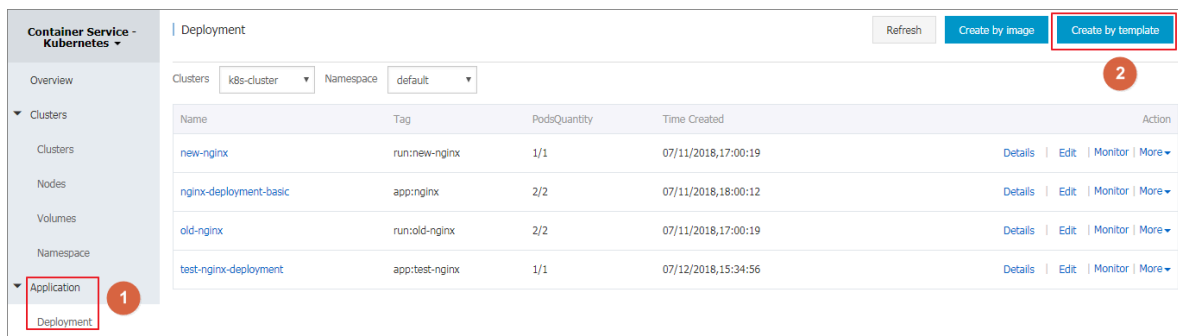 Container Service -
Kubernetes
Overview
Clusters
Clusters
Nodes
Volumes
Namespace
Application
Deployment
1
Deployment
Refresh
Create by image
Create by template
2
Clusters k8s-cluster Namespace default
Name Tag PodsQuantity Time Created Action
new-nginx run:new-nginx 1/1 07/11/2018,17:00:19 Details | Edit | Monitor | More
nginx-deployment-basic app:nginx 2/2 07/11/2018,18:00:12 Details | Edit | Monitor | More
old-nginx run:old-nginx 2/2 07/11/2018,17:00:19 Details | Edit | Monitor | More
test-nginx-deployment app:test-nginx 1/1 07/12/2018,15:34:56 Details | Edit | Monitor | More